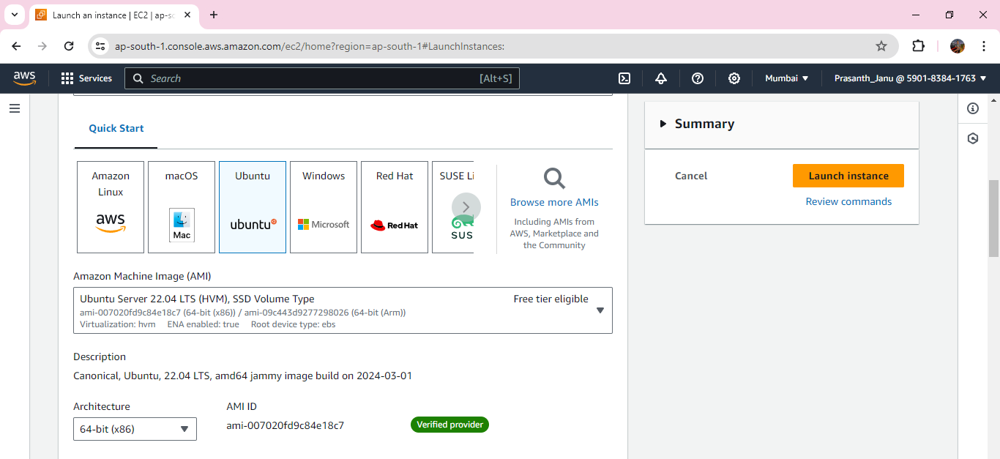 Launch an instance | EC2 | ap-so
ap-south-1.console.aws.amazon.com/ec2/home?region=ap-south-1#LaunchInstances:
aws
Services
Search
[Alt+S]
Mumbai
Prasanth_Janu @ 5901-8384-1763
Quick Start
Amazon
Linux
aws
macOS
Mac
Ubuntu
ubuntu
Windows
Microsoft
Red Hat
Red Hat
SUSE Li
SUS
Browse more AMIs
Including AMIs from
AWS, Marketplace and
the Community
Amazon Machine Image (AMI)
Ubuntu Server 22.04 LTS (HVM), SSD Volume Type
Free tier eligible
ami-007020fd9c84e18c7 (64-bit (x86)) / ami-09c443d9277298026 (64-bit (Arm))
Virtualization: hvm ENA enabled: true Root device type: ebs
Description
Canonical, Ubuntu, 22.04 LTS, amd64 jammy image build on 2024-03-01
Architecture
64-bit (x86)
AMI ID
ami-007020fd9c84e18c7
Verified provider
Summary
Cancel
Launch instance
Review commands